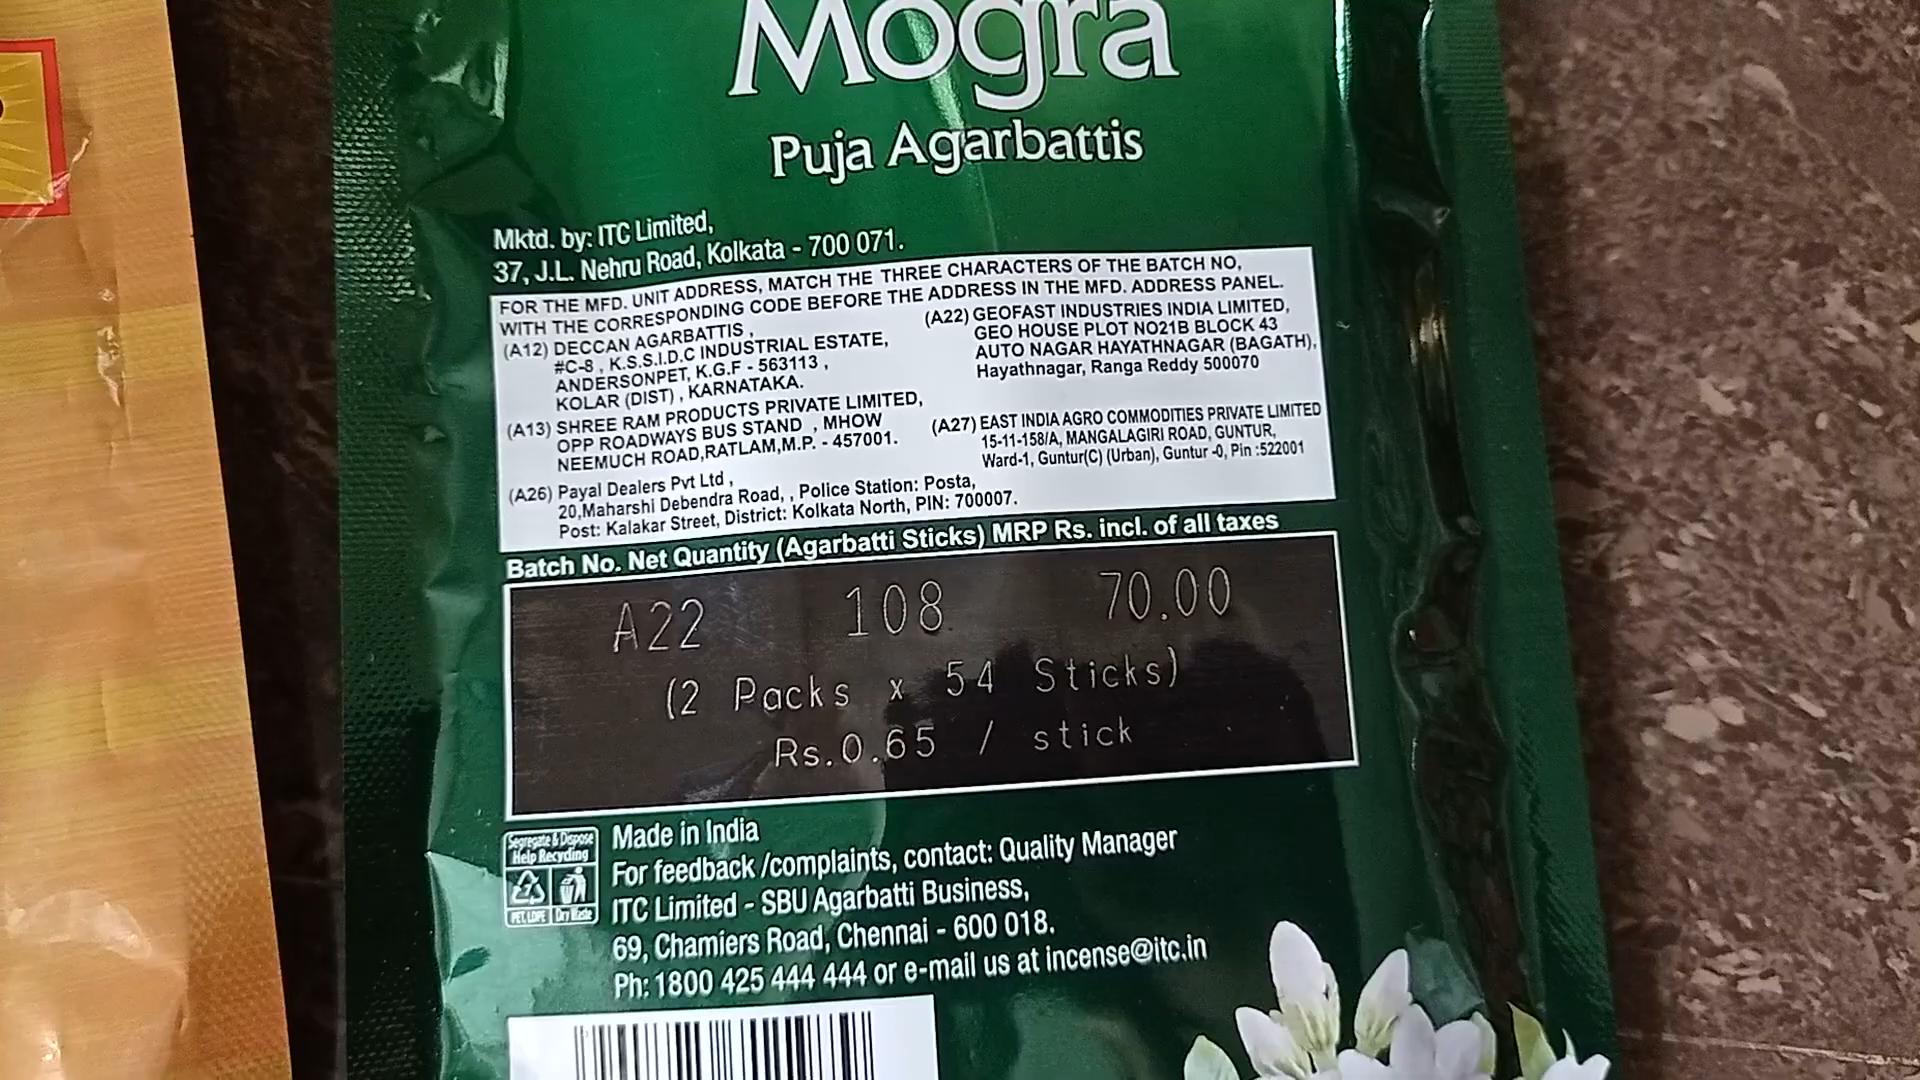 Mogra
Puja Agarbattis
Mktd. by: ITC Limited,
37, J.L. Nehru Road, Kolkata - 700 071.
FOR THE MFD. UNIT ADDRESS, MATCH THE THREE CHARACTERS OF THE BATCH NO,
WITH THE CORRESPONDING CODE BEFORE THE ADDRESS IN THE MFD. ADDRESS PANEL.
(A12) DECCAN AGARBATTIS ,
#C-8 , K.S.S.I.D.C INDUSTRIAL ESTATE,
ANDERSONPET, K.G.F - 563113 ,
KOLAR (DIST) , KARNATAKA.
(A13) SHREE RAM PRODUCTS PRIVATE LIMITED,
OPP ROADWAYS BUS STAND , MHOW
NEEMUCH ROAD,RATLAM,M.P. - 457001.
(A26) Payal Dealers Pvt Ltd ,
20,Maharshi Debendra Road, , Police Station: Posta,
Post: Kalakar Street, District: Kolkata North, PIN: 700007.
(A22) GEOFAST INDUSTRIES INDIA LIMITED,
GEO HOUSE PLOT NO21B BLOCK 43
AUTO NAGAR HAYATHNAGAR (BAGATH),
Hayathnagar, Ranga Reddy 500070
(A27) EAST INDIA AGRO COMMODITIES PRIVATE LIMITED
15-11-158/A, MANGALAGIRI ROAD, GUNTUR,
Ward-1, Guntur(C) (Urban), Guntur -0, Pin :522001
Batch No. Net Quantity (Agarbatti Sticks) MRP Rs. incl. of all taxes
A22 108 70.00
(2 Packs x 54 Sticks)
Rs.0.65 / stick
Segregate & Dispose
Help Recycling
7
PET, LDPE Dry Waste
Made in India
For feedback /complaints, contact: Quality Manager
ITC Limited - SBU Agarbatti Business,
69, Chamiers Road, Chennai - 600 018.
Ph: 1800 425 444 444 or e-mail us at incense@itc.in